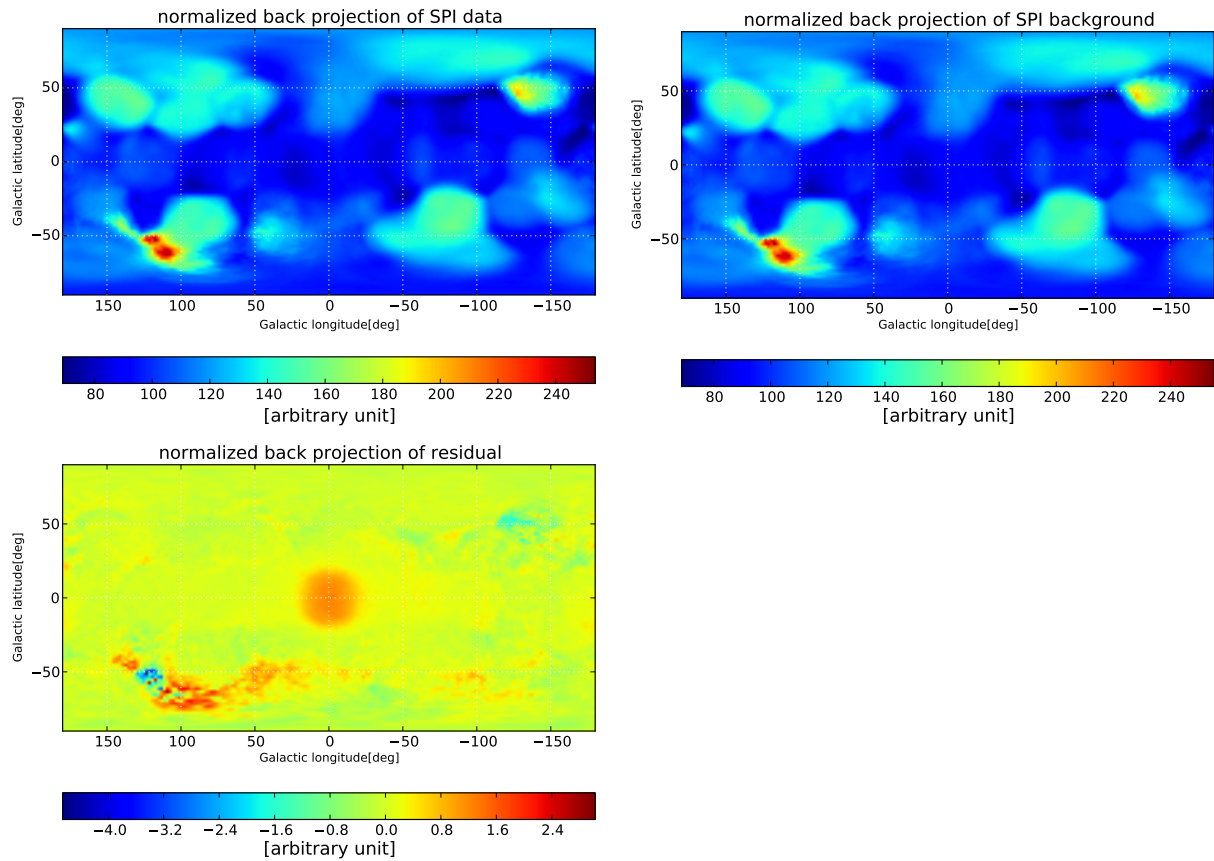 normalized back projection of SPI data
Galactic latitude[deg]
50
0
−50
150 100 50 0 −50 −100 −150
Galactic longitude[deg]
80 100 120 140 160 180 200 220 240
[arbitrary unit]
normalized back projection of SPI background
Galactic latitude[deg]
50
0
−50
150 100 50 0 −50 −100 −150
Galactic longitude[deg]
80 100 120 140 160 180 200 220 240
[arbitrary unit]
normalized back projection of residual
Galactic latitude[deg]
50
0
−50
150 100 50 0 −50 −100 −150
Galactic longitude[deg]
−4.0 −3.2 −2.4 −1.6 −0.8 0.0 0.8 1.6 2.4
[arbitrary unit]